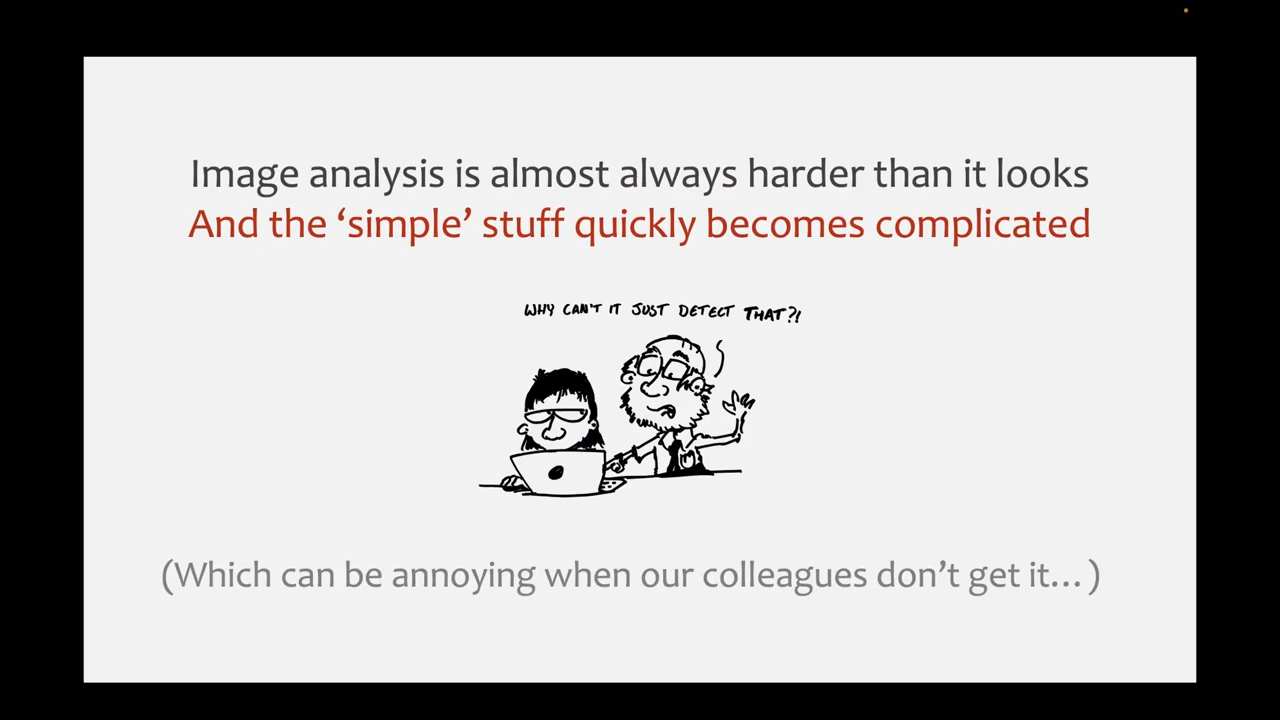 Image analysis is almost always harder than it looks
And the ‘simple’ stuff quickly becomes complicated
WHY CAN'T IT JUST DETECT THAT?!
(Which can be annoying when our colleagues don’t get it… )